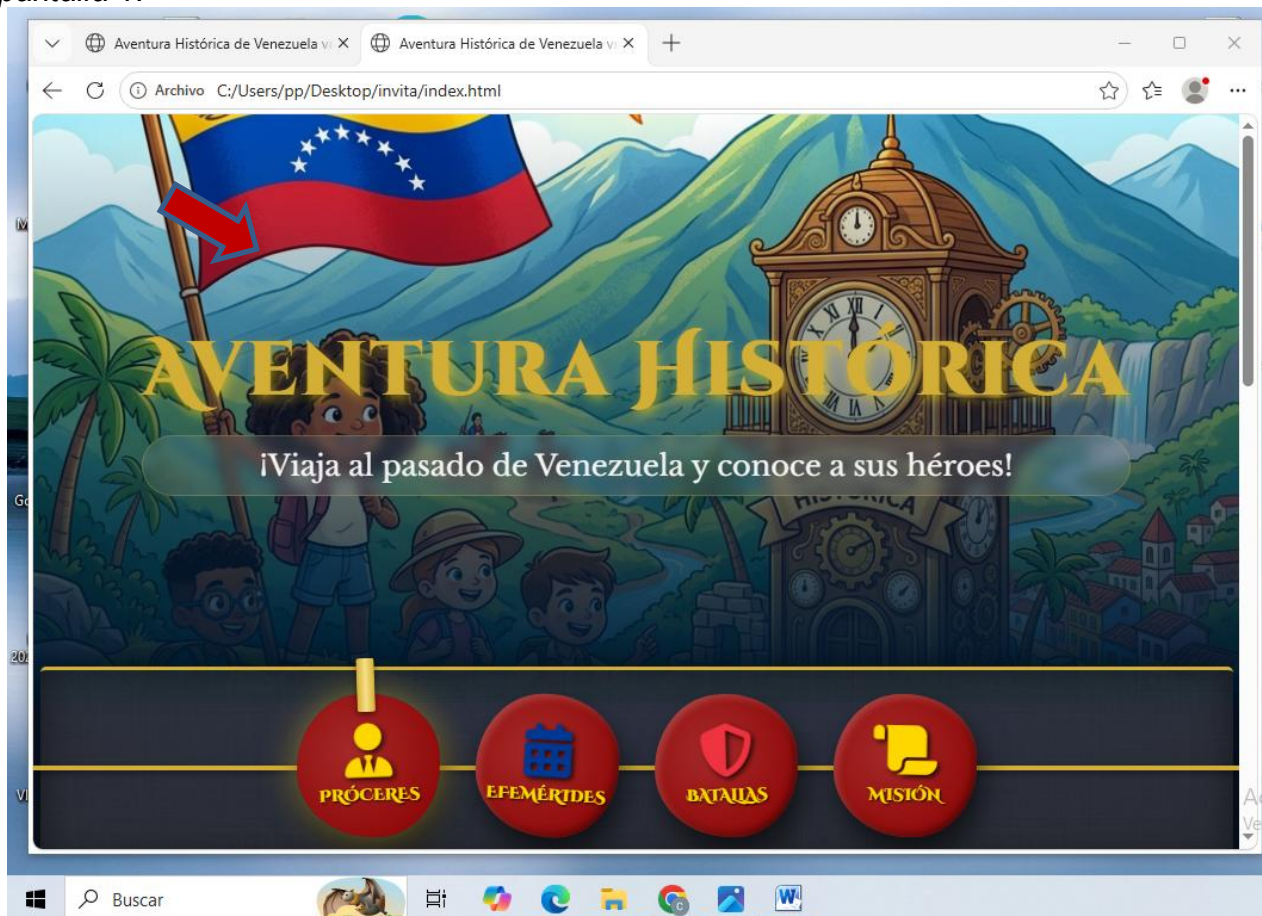 Aventura Histórica de Venezuela v
Aventura Histórica de Venezuela v
Archivo C:/Users/pp/Desktop/invita/index.html
AVENTURA HISTÓRICA
¡Viaja al pasado de Venezuela y conoce a sus héroes!
HISTÓRICA
PRÓCERES
EFEMÉRIDES
BATALLAS
MISIÓN
Buscar